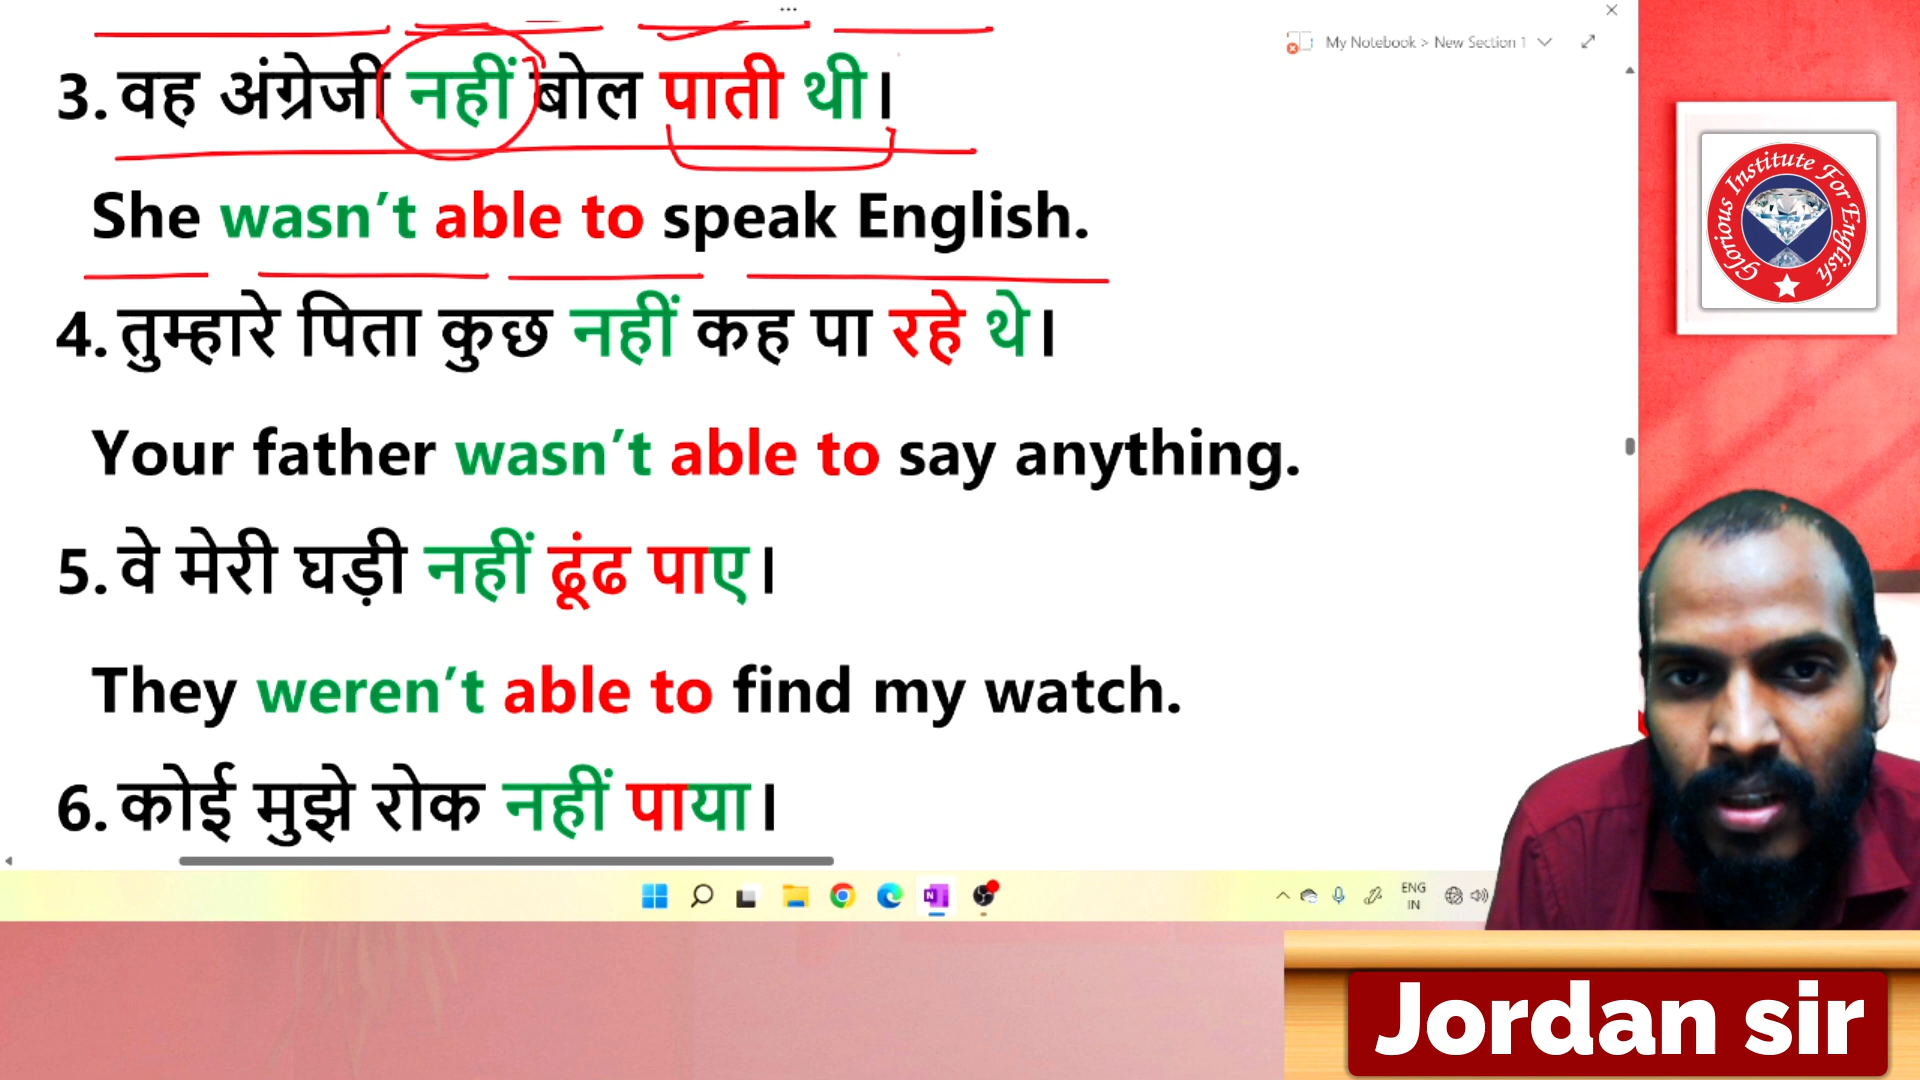 My Notebook > New Section 1
3. वह अंग्रेजी नहीं बोल पाती थी।
She wasn’t able to speak English.
4. तुम्हारे पिता कुछ नहीं कह पा रहे थे।
Your father wasn’t able to say anything.
5. वे मेरी घड़ी नहीं ढूंढ पाए।
They weren’t able to find my watch.
6. कोई मुझे रोक नहीं पाया।
Glorious Institute For English
ENG
IN
Jordan sir